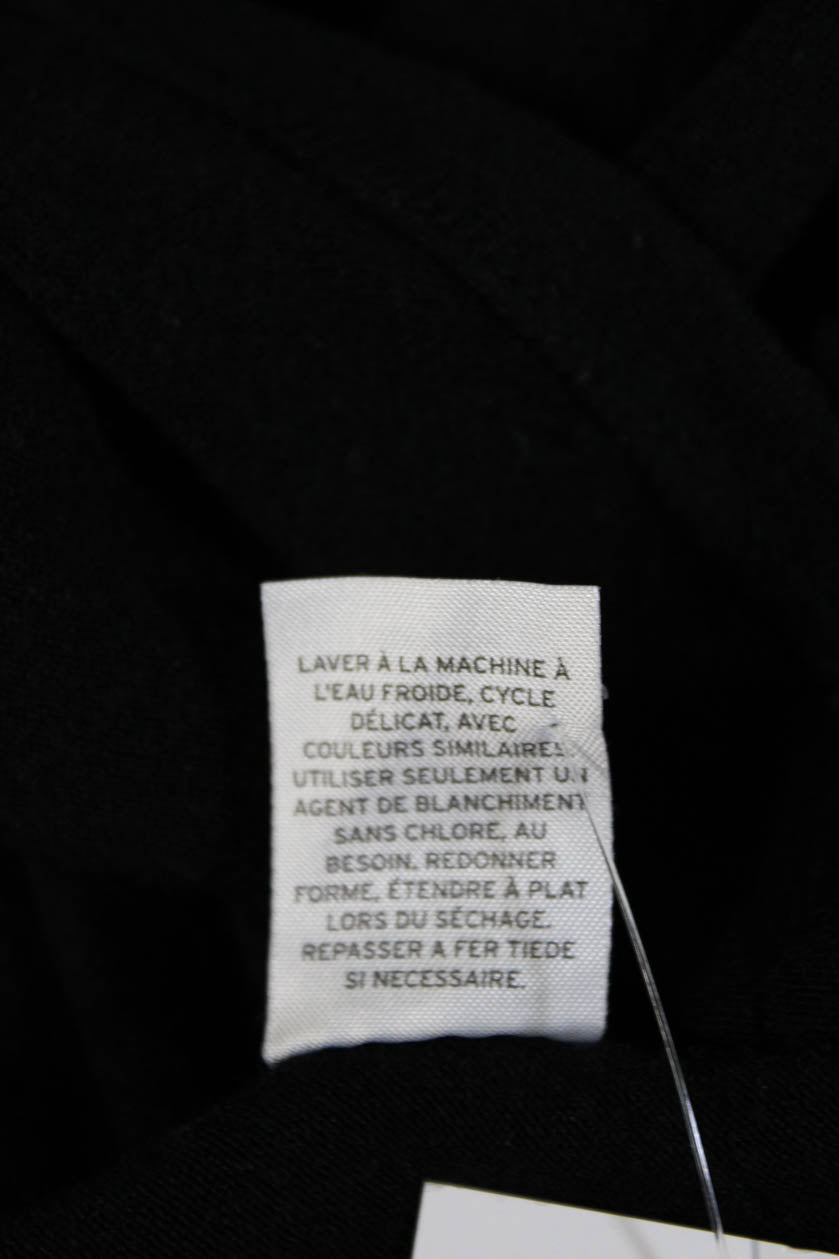 LAVER À LA MACHINE À
L'EAU FROIDE, CYCLE
DÉLICAT, AVEC
COULEURS SIMILAIRES.
UTILISER SEULEMENT UN
AGENT DE BLANCHIMENT
SANS CHLORE, AU
BESOIN. REDONNER
FORME, ÉTENDRE À PLAT
LORS DU SÉCHAGE.
REPASSER A FER TIEDE
SI NECESSAIRE.